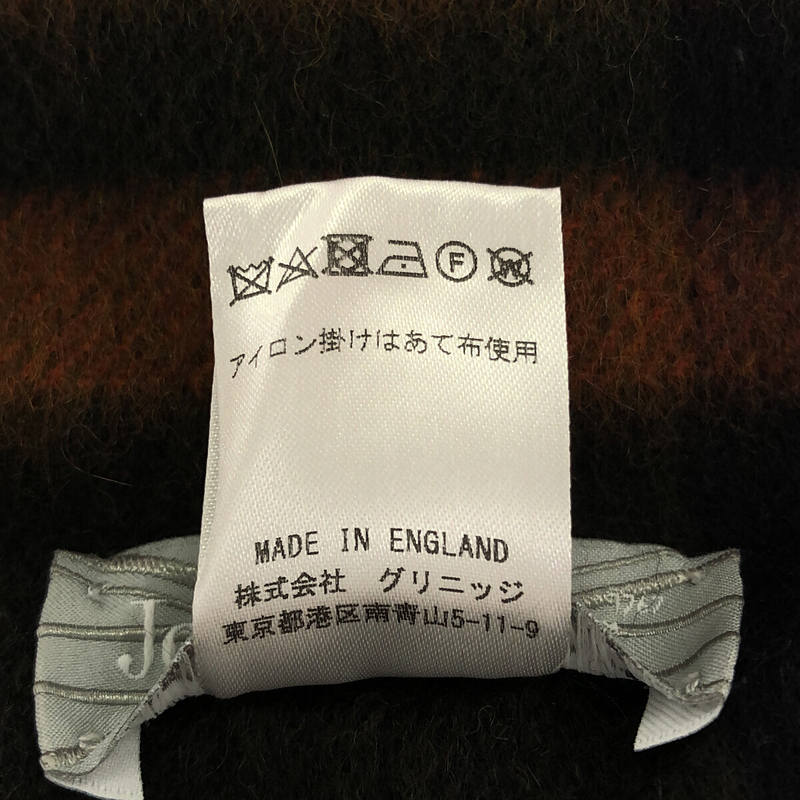 F W
アイロン掛けはあて布使用
MADE IN ENGLAND
株式会社　グリニッジ
東京都港区南青山5-11-9
Jo